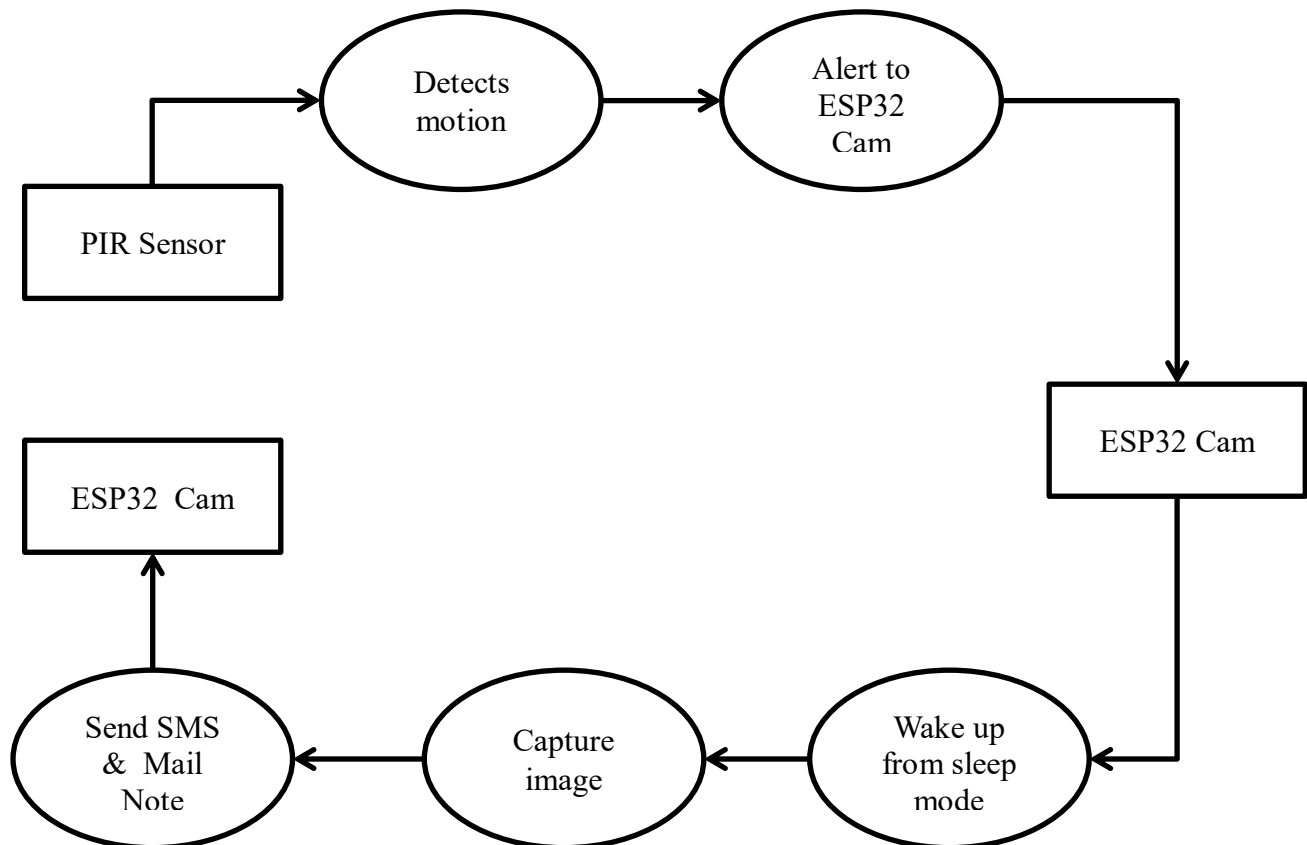 Detects
motion
Alert to
ESP32
Cam
PIR Sensor
ESP32 Cam
ESP32  Cam
Send SMS
&  Mail
Note
Capture
image
Wake up
from sleep
mode